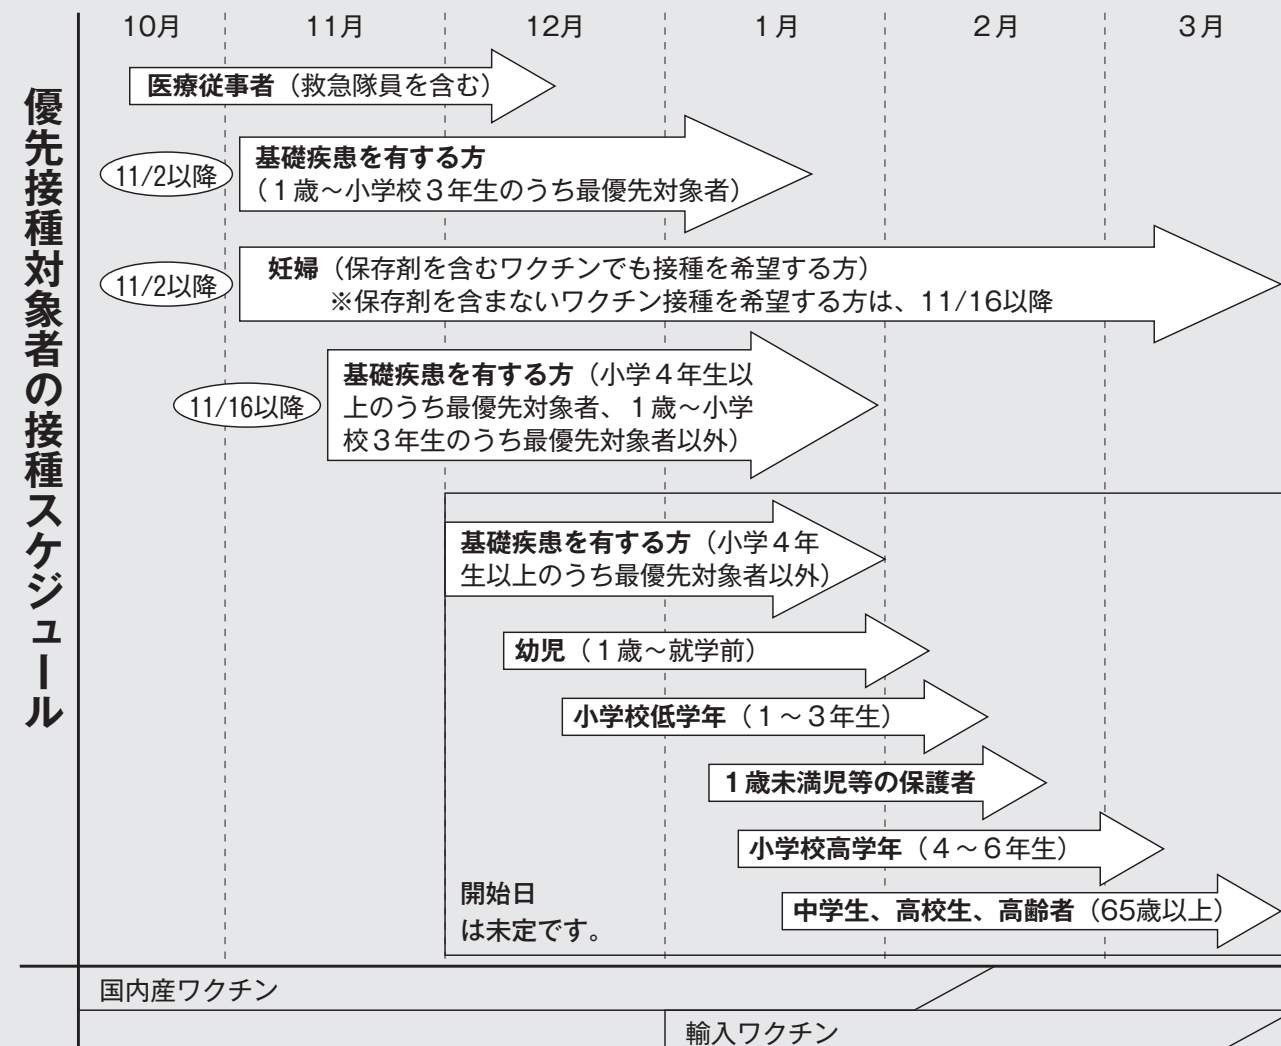 10月 11月 12月 1月 2月 3月
優先接種対象者の接種スケジュール
医療従事者（救急隊員を含む）
11/2以降
基礎疾患を有する方
（１歳～小学校３年生のうち最優先対象者）
11/2以降
妊婦（保存剤を含むワクチンでも接種を希望する方）
※保存剤を含まないワクチン接種を希望する方は、11/16以降
11/16以降
基礎疾患を有する方（小学４年生以
上のうち最優先対象者、１歳～小学
校３年生のうち最優先対象者以外）
基礎疾患を有する方（小学４年
生以上のうち最優先対象者以外）
幼児（１歳～就学前）
小学校低学年（１～３年生）
１歳未満児等の保護者
小学校高学年（４～６年生）
中学生、高校生、高齢者（65歳以上）
開始日
は未定です。
国内産ワクチン
輸入ワクチン